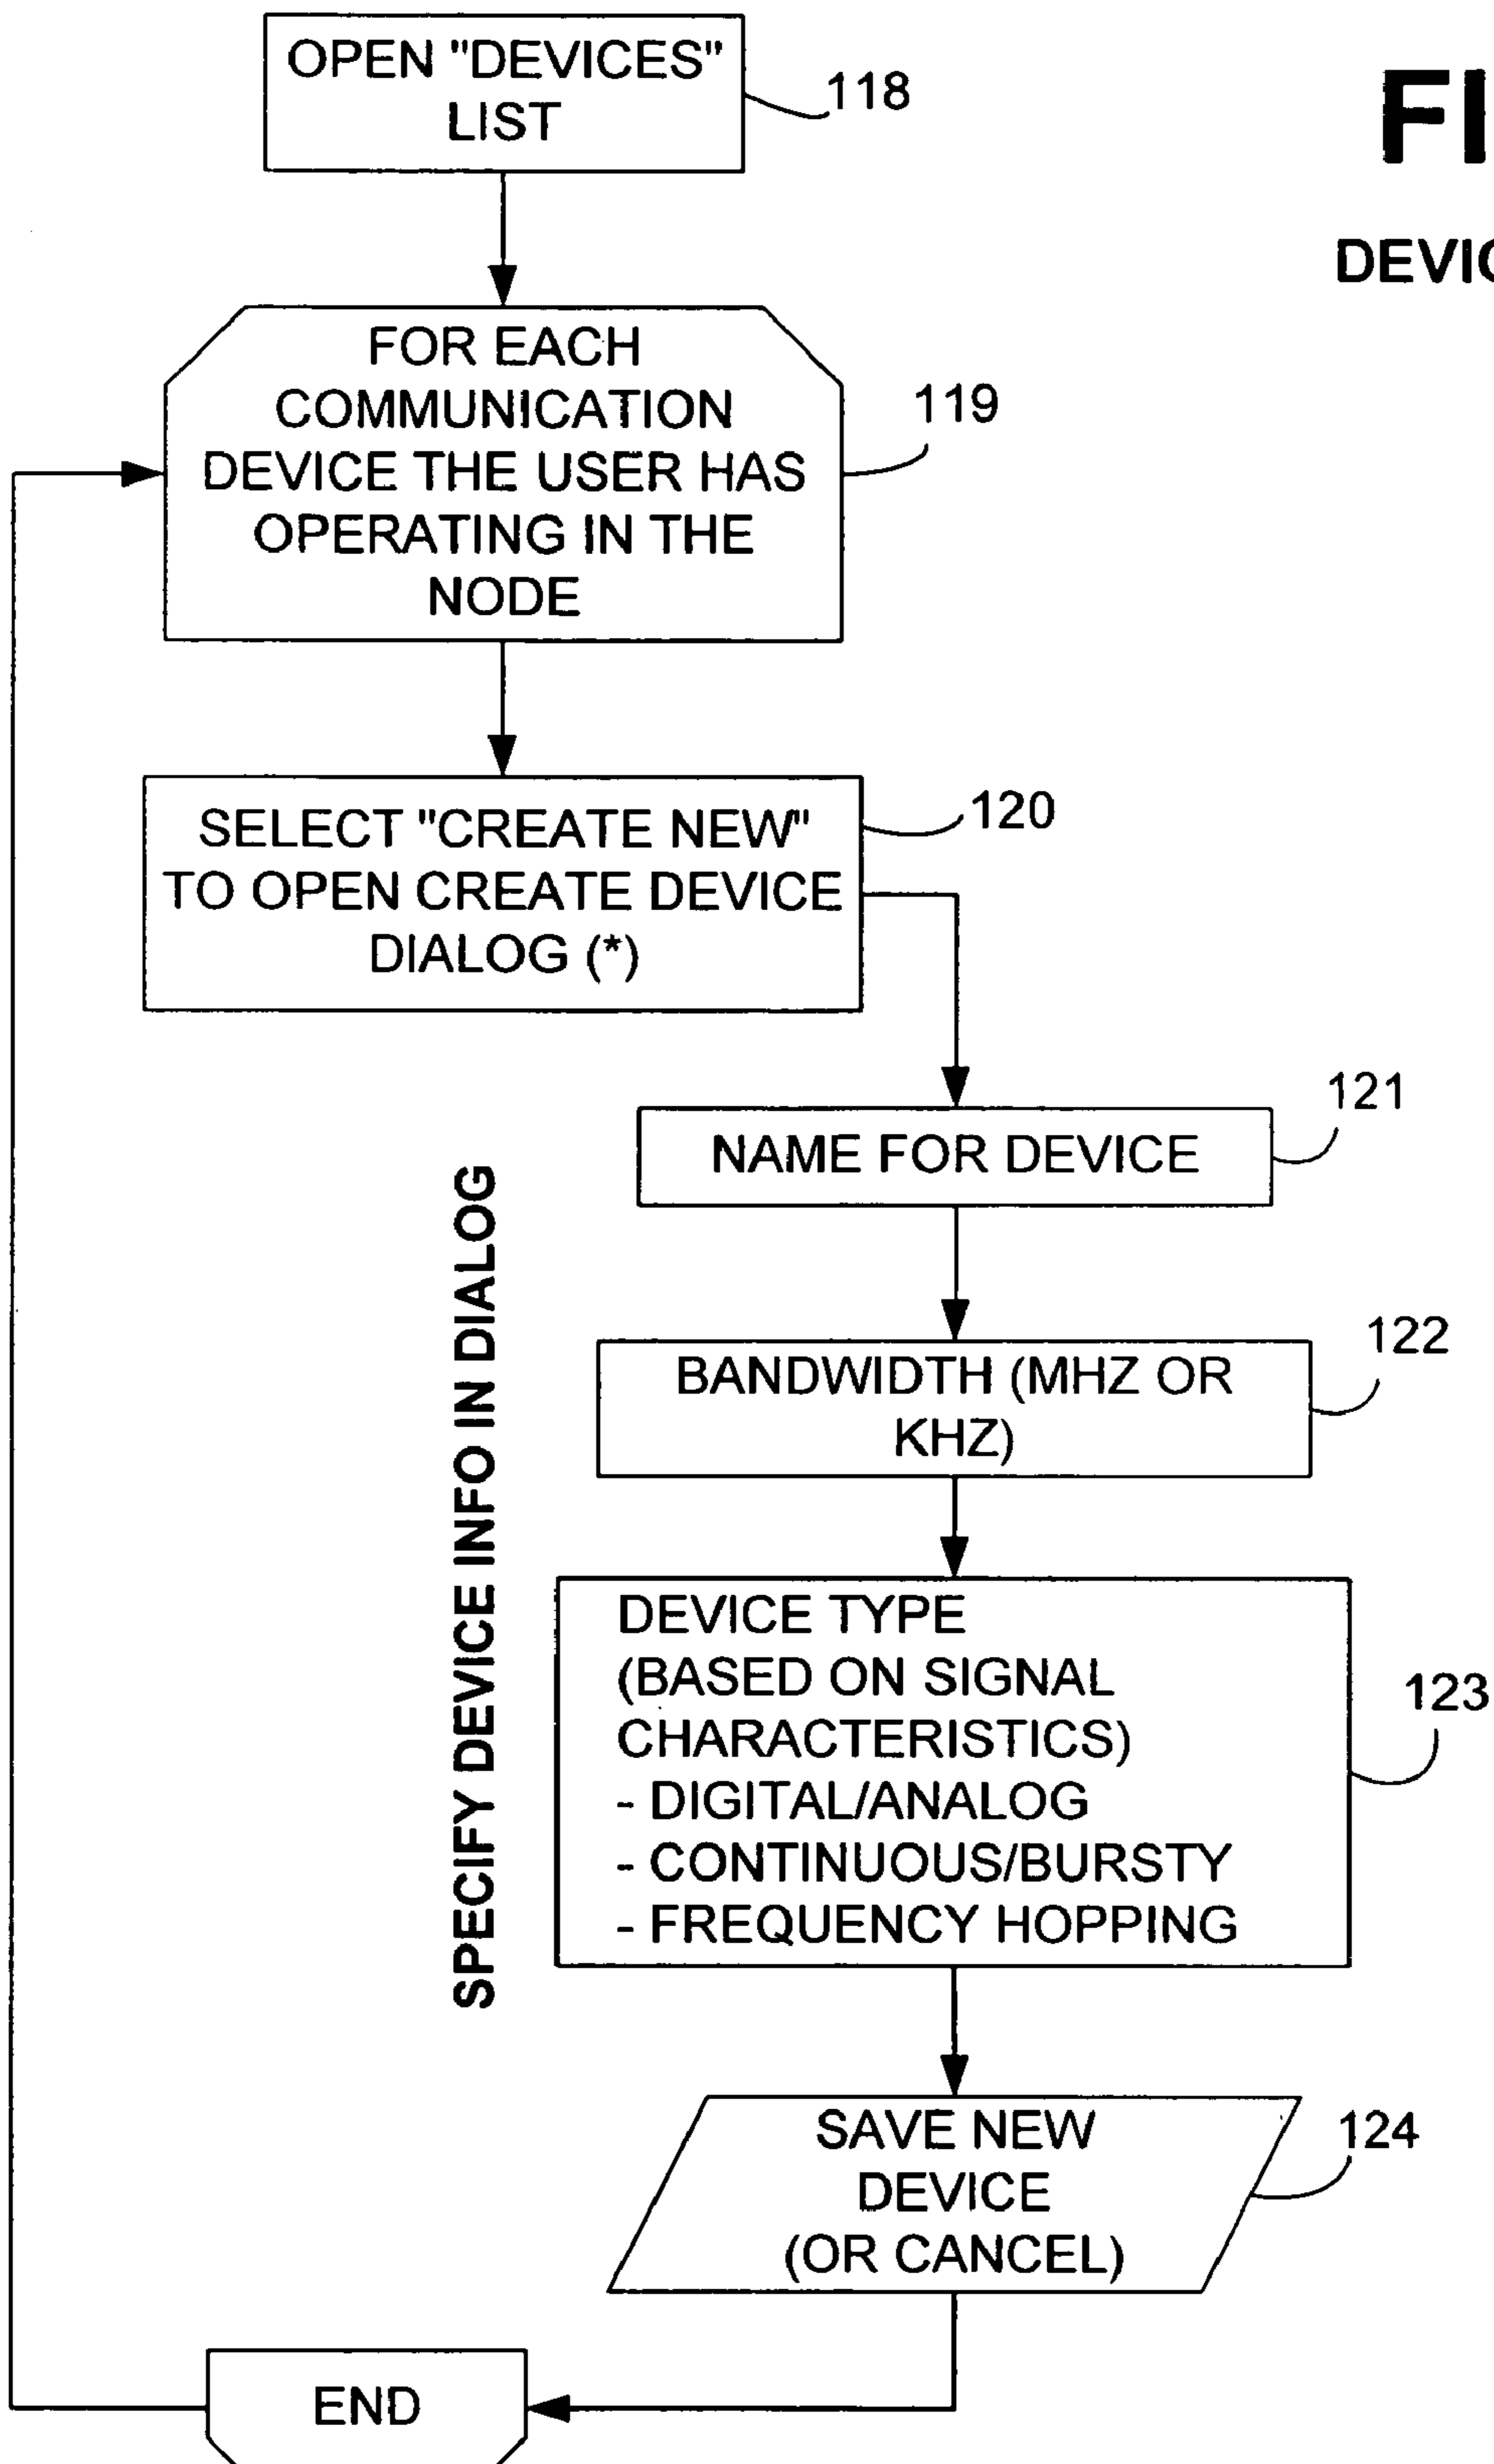 OPEN "DEVICES"
LIST
118
FI
DEVIC
FOR EACH
COMMUNICATION
DEVICE THE USER HAS
OPERATING IN THE
NODE
119
SELECT "CREATE NEW"
TO OPEN CREATE DEVICE
DIALOG (*)
120
SPECIFY DEVICE INFO IN DIALOG
NAME FOR DEVICE
121
BANDWIDTH (MHZ OR
KHZ)
122
DEVICE TYPE
(BASED ON SIGNAL
CHARACTERISTICS)
- DIGITAL/ANALOG
- CONTINUOUS/BURSTY
- FREQUENCY HOPPING
123
SAVE NEW
DEVICE
(OR CANCEL)
124
END